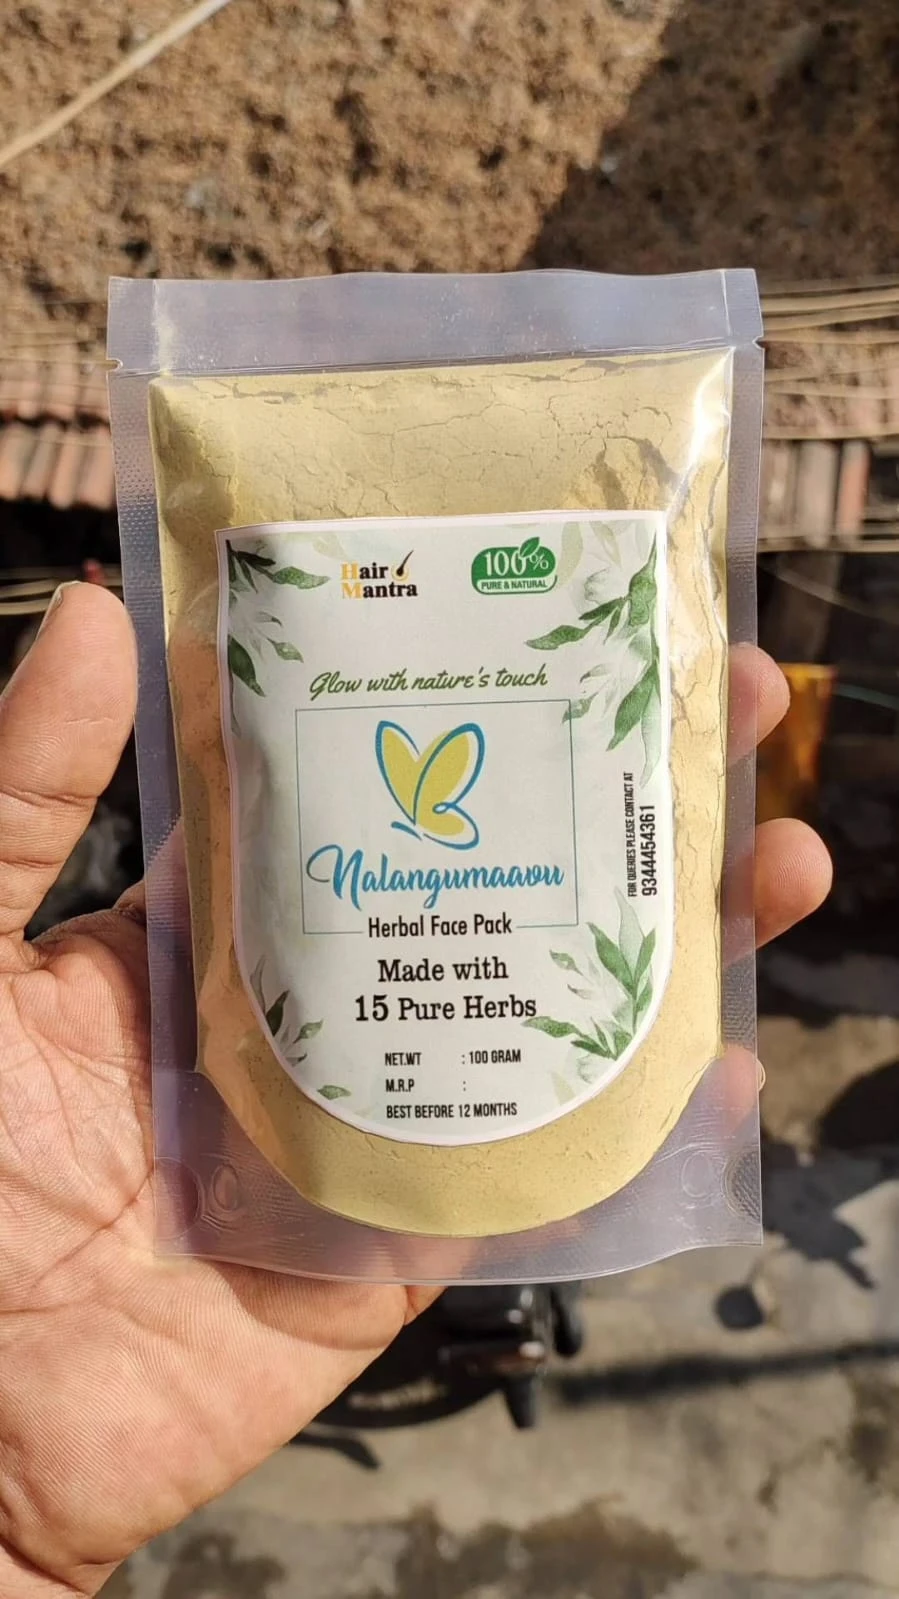 Hair
Mantra
100%
PURE & NATURAL
Glow with nature's touch
Nalangumaavu
Herbal Face Pack
Made with
15 Pure Herbs
NET.WT : 100 GRAM
M.R.P :
BEST BEFORE 12 MONTHS
FOR QUERIES PLEASE CONTACT AT
9344454361